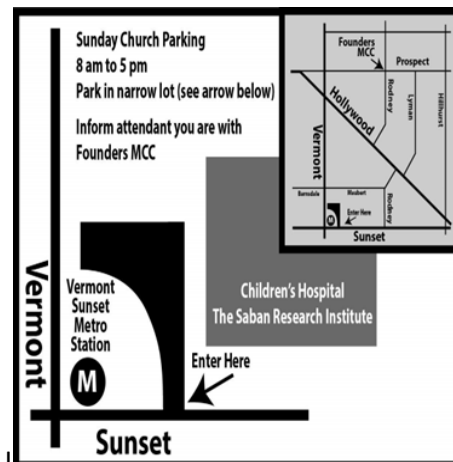 Sunday Church Parking
8 am to 5 pm
Park in narrow lot (see arrow below)
Inform attendant you are with
Founders MCC
Founders
MCC
Prospect
Rodney
Lyman
Hillhurst
Hollywood
Vermont
Barnsdale
Maubert
Rodney
M
Enter Here
Sunset
Vermont
Vermont
Sunset
Metro
Station
M
Children's Hospital
The Saban Research Institute
Enter Here
Sunset